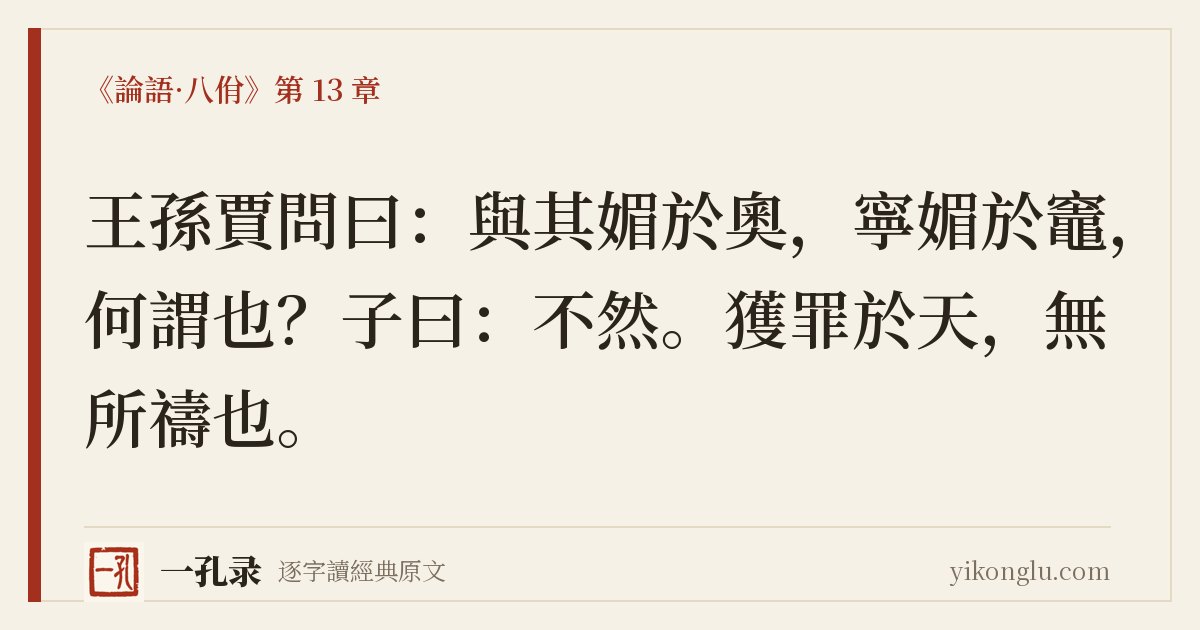 《論語·八佾》第 13 章
王孫賈問曰：與其媚於奧，寧媚於竈，
何謂也？子曰：不然。獲罪於天，無
所禱也。
一孔
一孔录 逐字讀經典原文
yikonglu.com